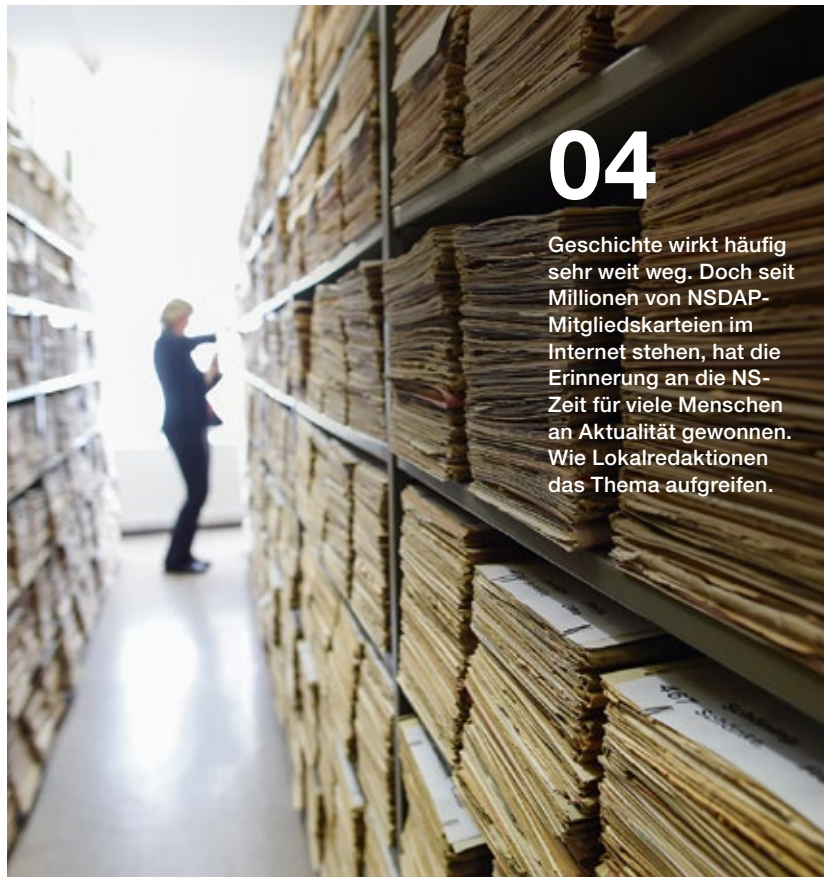 04
Geschichte wirkt häufig
sehr weit weg. Doch seit
Millionen von NSDAP-
Mitgliedskarteien im
Internet stehen, hat die
Erinnerung an die NS-
Zeit für viele Menschen
an Aktualität gewonnen.
Wie Lokalredaktionen
das Thema aufgreifen.